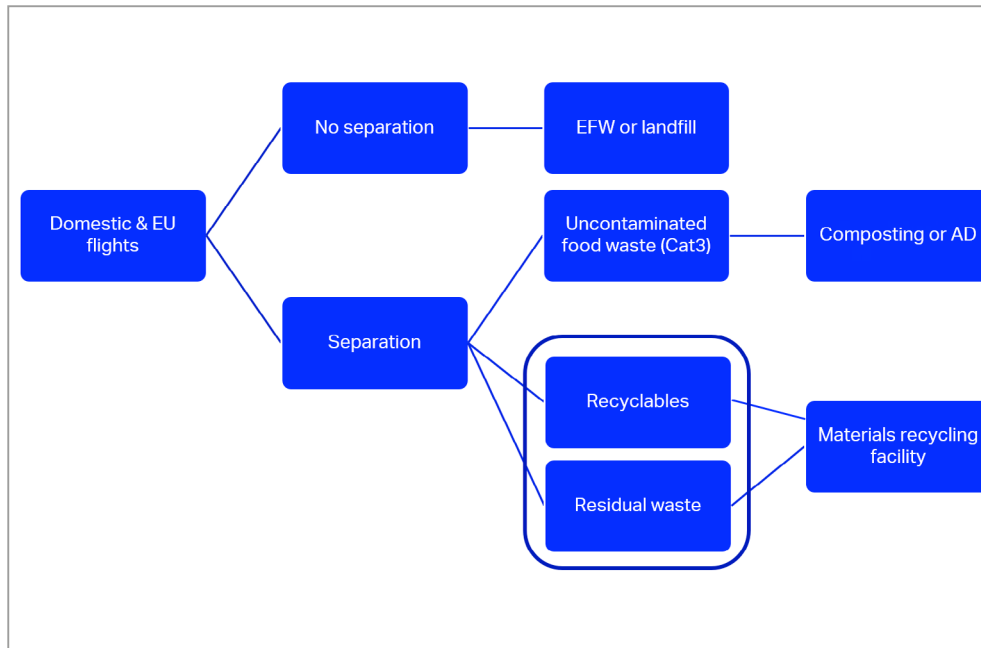 No separation
EFW or landfill
Domestic & EU
flights
Uncontaminated
food waste (Cat3)
Composting or AD
Separation
Recyclables
Materials recycling
facility
Residual waste